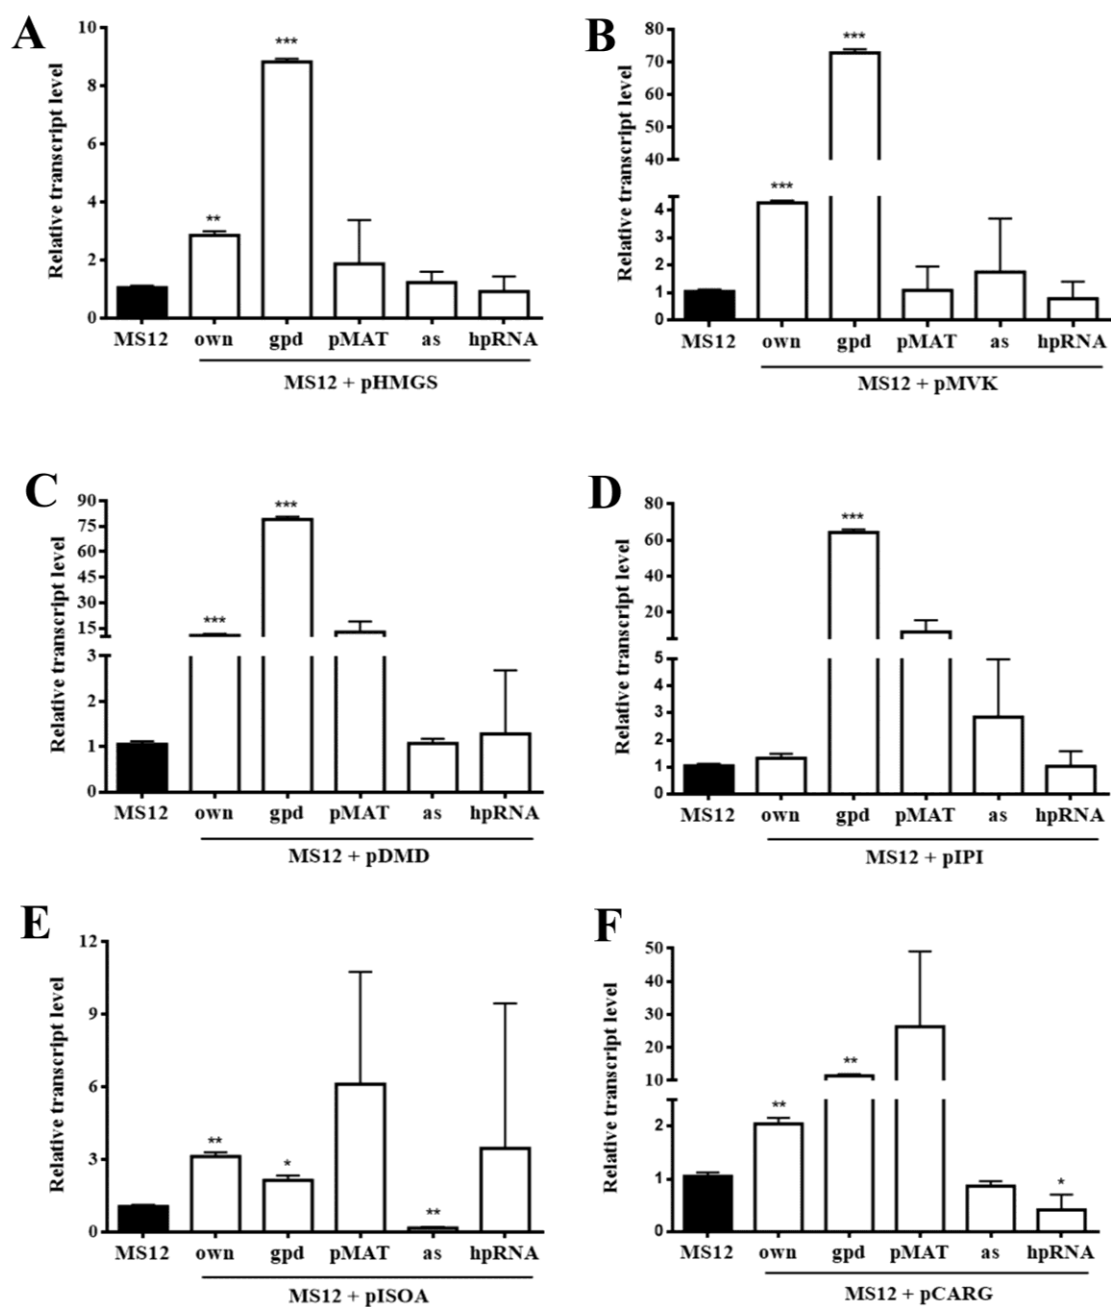 A
Relative transcript level
10
8
6
4
2
0
**
***
MS12 own gpd pMAT as hpRNA
MS12 + pHMGS
B
Relative transcript level
80
70
60
50
40
4
3
2
1
0
***
***
MS12 own gpd pMAT as hpRNA
MS12 + pMVK
C
Relative transcript level
90
75
60
45
30
15
3
2
1
0
***
***
MS12 own gpd pMAT as hpRNA
MS12 + pDMD
D
Relative transcript level
80
60
40
20
5
4
3
2
1
0
***
MS12 own gpd pMAT as hpRNA
MS12 + pIPI
E
Relative transcript level
12
9
6
3
0
**
*
**
MS12 own gpd pMAT as hpRNA
MS12 + pISOA
F
Relative transcript level
50
40
30
20
10
2
1
0
**
**
*
MS12 own gpd pMAT as hpRNA
MS12 + pCARG